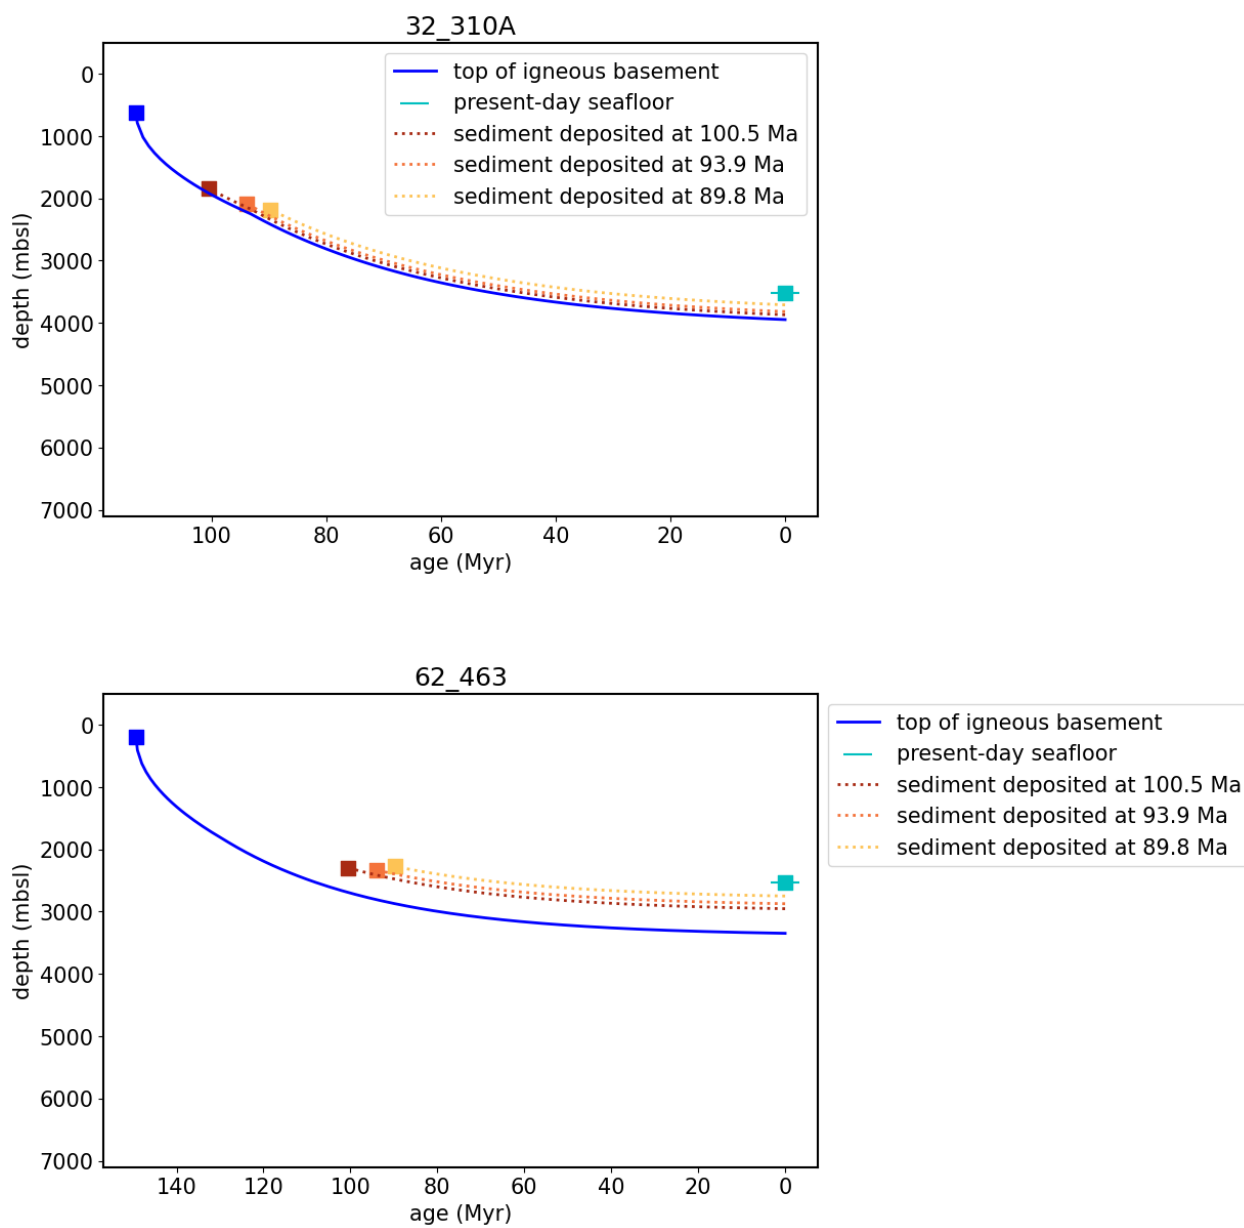 32_310A
0
1000
2000
3000
4000
5000
6000
7000
depth (mbsl)
top of igneous basement
present-day seafloor
sediment deposited at 100.5 Ma
sediment deposited at 93.9 Ma
sediment deposited at 89.8 Ma
100 80 60 40 20 0
age (Myr)
62_463
0
1000
2000
3000
4000
5000
6000
7000
depth (mbsl)
top of igneous basement
present-day seafloor
sediment deposited at 100.5 Ma
sediment deposited at 93.9 Ma
sediment deposited at 89.8 Ma
140 120 100 80 60 40 20 0
age (Myr)